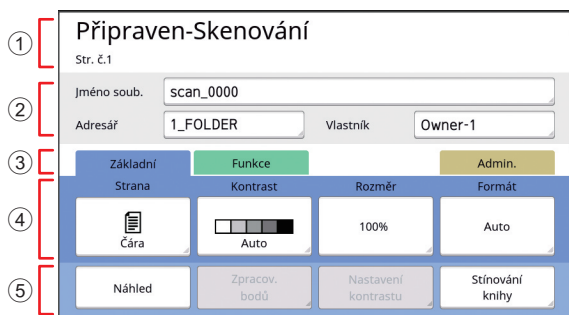 ① Připraven-Skenování
Str. č.1
② Jméno soub. scan_0000
Adresář 1_FOLDER Vlastník Owner-1
③ Základní Funkce Admin.
④ Strana Kontrast Rozměr Formát
Čára Auto 100% Auto
⑤ Náhled Zpracov. bodů Nastavení kontrastu Stínování knihy